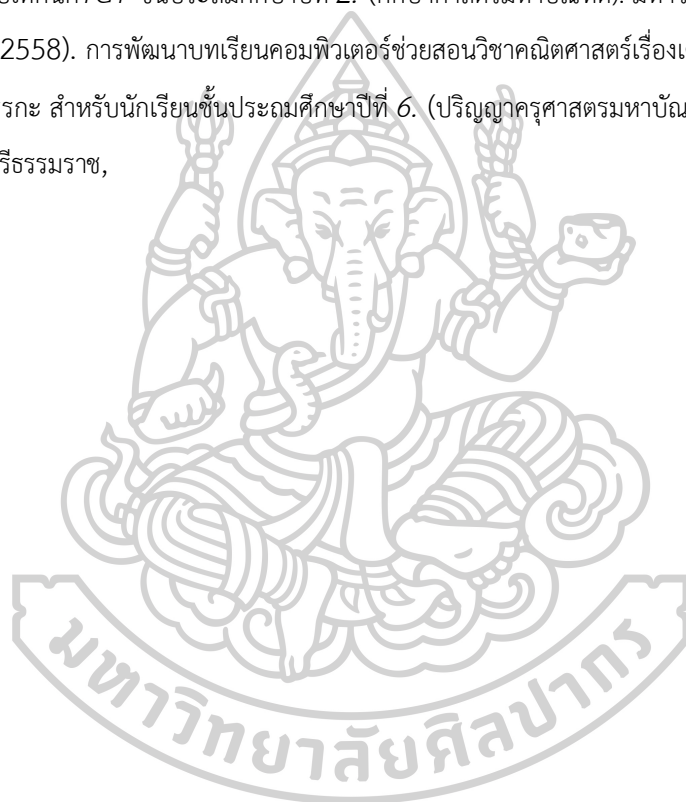 2558). การพัฒนาบทเรียนคอมพิวเตอร์ช่วยสอนวิชาคณิตศาสตร์เรื่อง
รกะ สำหรับนักเรียนชั้นประถมศึกษาปีที่ 6. (ปริญญาครุศาสตรมหาบัณ
รีธรรมราช,
มหาวิทยาลัยศิลปากร